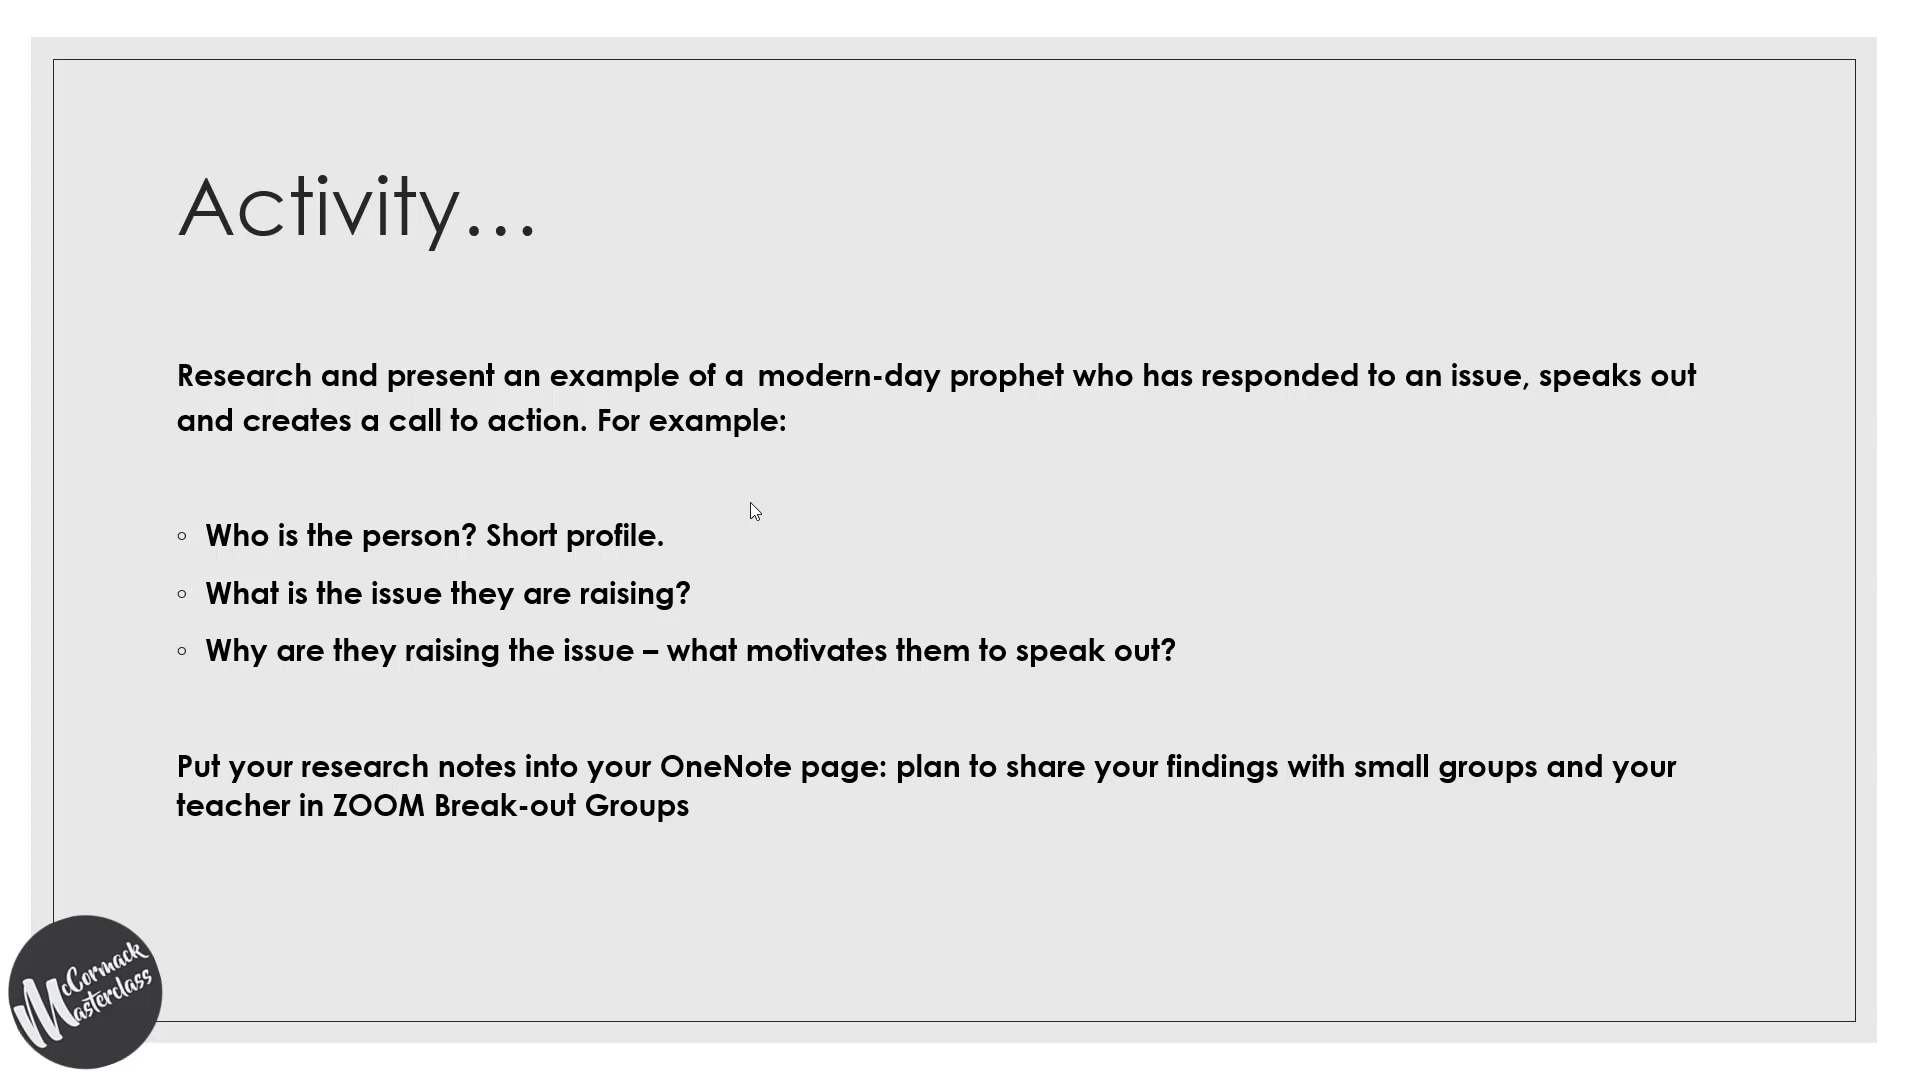 Activity...
Research and present an example of a modern-day prophet who has responded to an issue, speaks out
and creates a call to action. For example:
◦ Who is the person? Short profile.
◦ What is the issue they are raising?
◦ Why are they raising the issue – what motivates them to speak out?
Put your research notes into your OneNote page: plan to share your findings with small groups and your
teacher in ZOOM Break-out Groups
McCormack
Masterclass